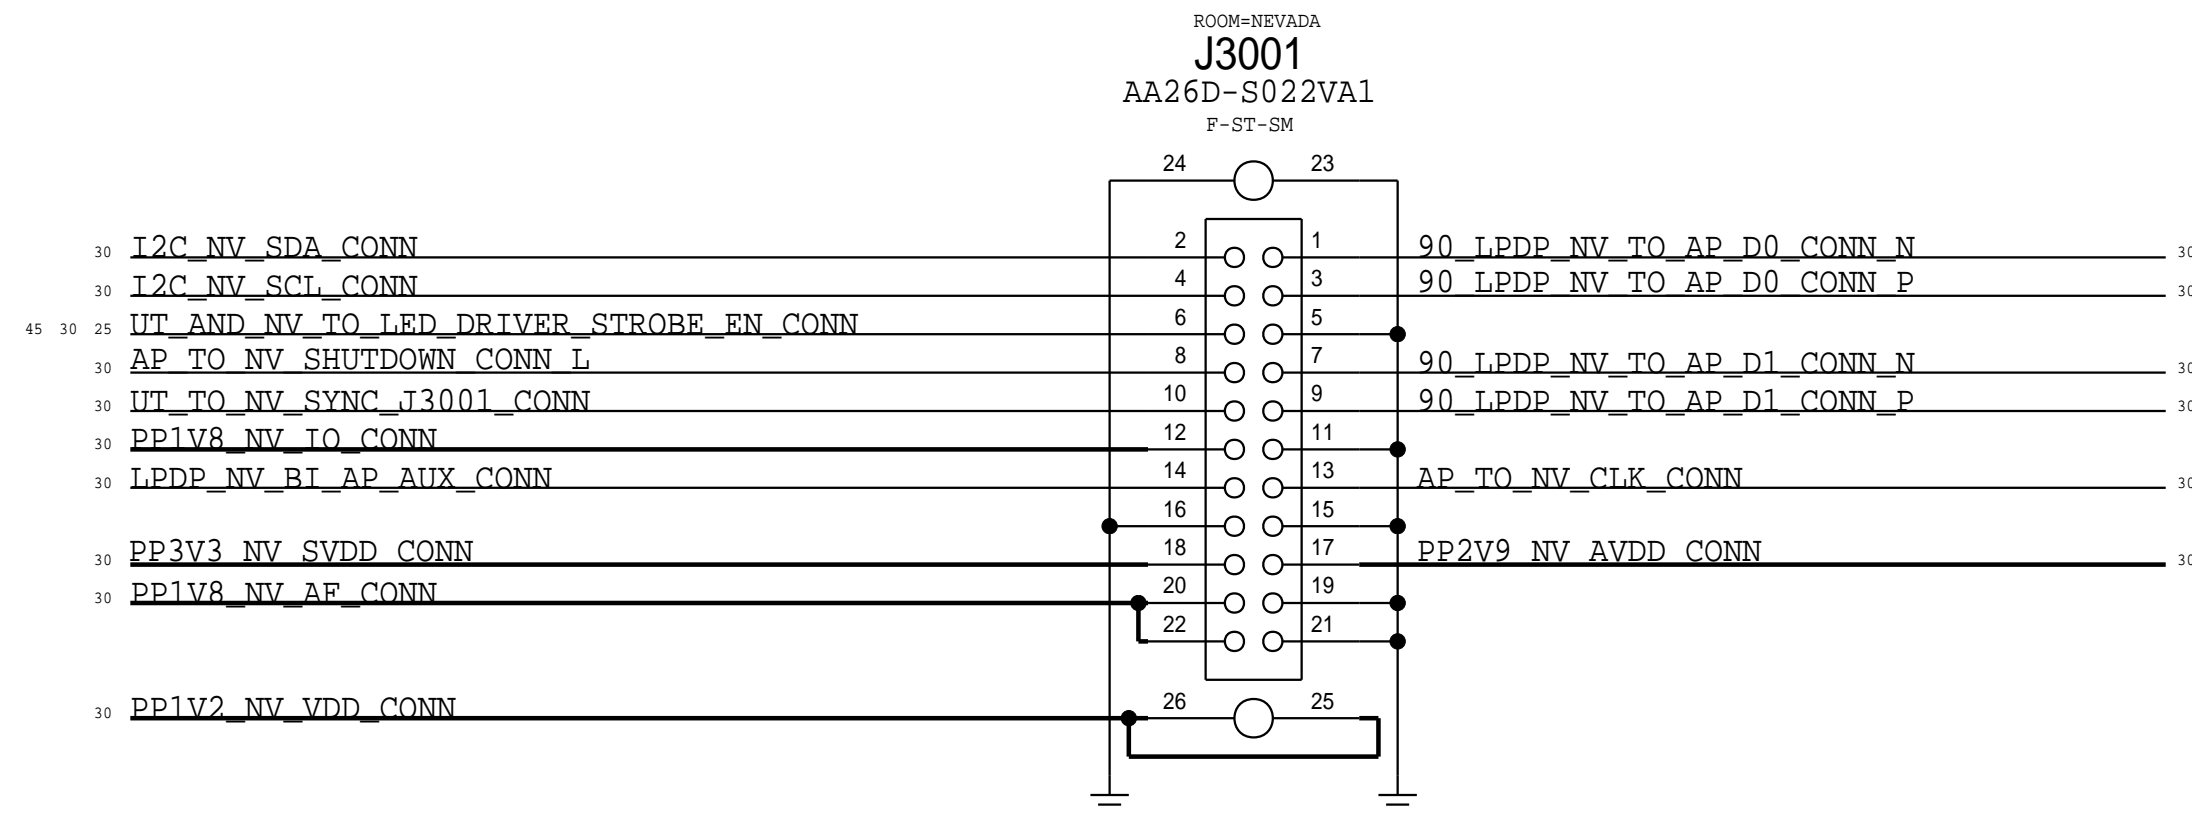 ROOM=NEVADA
J3001
AA26D-S022VA1
F-ST-SM
24 23
30 I2C_NV_SDA_CONN 2 1 90_LPDP_NV_TO_AP_D0_CONN_N 30
30 I2C_NV_SCL_CONN 4 3 90_LPDP_NV_TO_AP_D0_CONN_P 30
45 30 25 UT_AND_NV_TO_LED_DRIVER_STROBE_EN_CONN 6 5
30 AP_TO_NV_SHUTDOWN_CONN_L 8 7 90_LPDP_NV_TO_AP_D1_CONN_N 30
30 UT_TO_NV_SYNC_J3001_CONN 10 9 90_LPDP_NV_TO_AP_D1_CONN_P 30
30 PP1V8_NV_IO_CONN 12 11
30 LPDP_NV_BI_AP_AUX_CONN 14 13 AP_TO_NV_CLK_CONN 30
16 15
30 PP3V3_NV_SVDD_CONN 18 17 PP2V9_NV_AVDD_CONN 30
30 PP1V8_NV_AF_CONN 20 19
22 21
30 PP1V2_NV_VDD_CONN 26 25